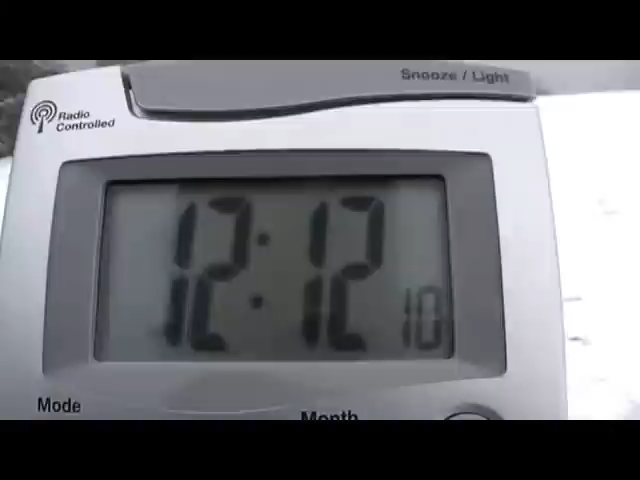 Snooze / Light
Radio
Controlled
12:12 10
Mode
Month